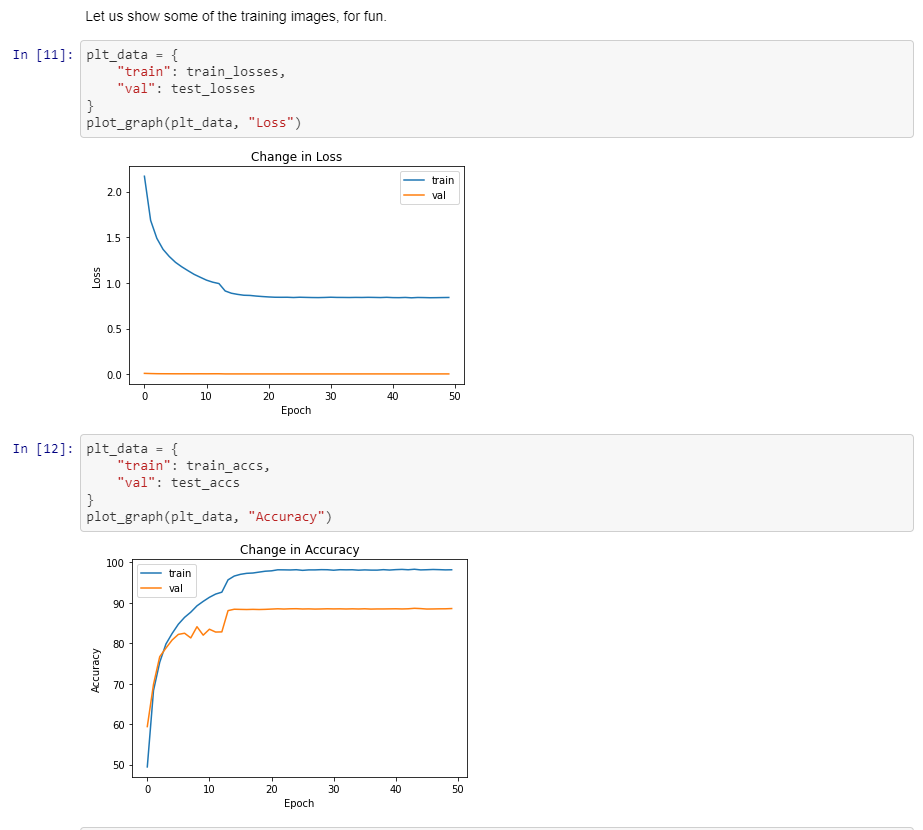 Let us show some of the training images, for fun.
In [11]:
plt_data = {
    "train": train_losses,
    "val": test_losses
}
plot_graph(plt_data, "Loss")
Change in Loss
train
val
2.0
1.5
1.0
0.5
0.0
Loss
0 10 20 30 40 50
Epoch
In [12]:
plt_data = {
    "train": train_accs,
    "val": test_accs
}
plot_graph(plt_data, "Accuracy")
Change in Accuracy
train
val
100
90
80
70
60
50
Accuracy
0 10 20 30 40 50
Epoch